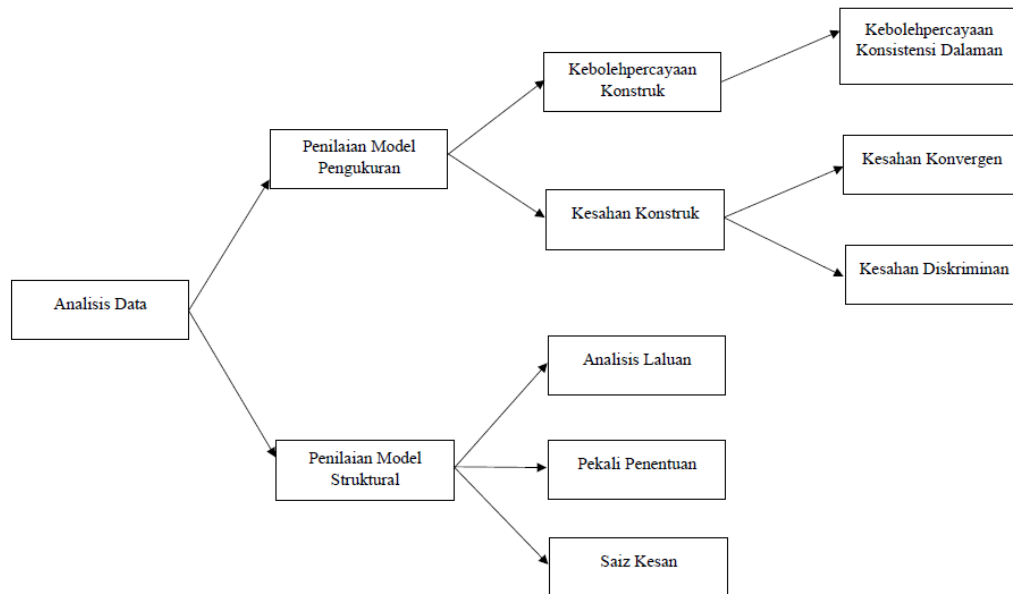 Kebolehpercayaan
Konsistensi Dalaman
Kebolehpercayaan
Konstruk
Penilaian Model
Pengukuran
Kesahan Konvergen
Kesahan Konstruk
Kesahan Diskriminan
Analisis Data
Analisis Laluan
Penilaian Model
Struktural
Pekali Penentuan
Saiz Kesan